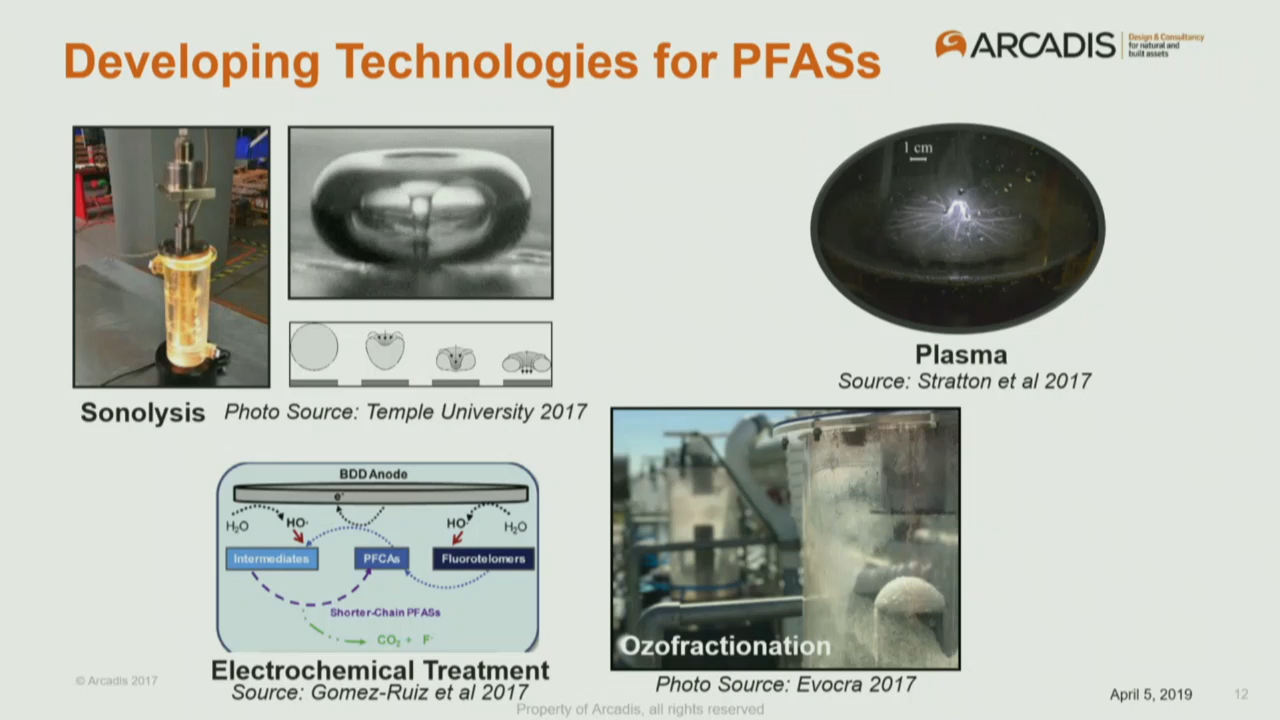 Developing Technologies for PFASs
ARCADIS
Design & Consultancy
for natural and
built assets
1 cm
Plasma
Source: Stratton et al 2017
Sonolysis Photo Source: Temple University 2017
BDD Anode
e-
H₂O HO· HO· H₂O
Intermediates PFCAs Fluorotelomers
Shorter-Chain PFASs
CO₂ + F-
Electrochemical Treatment
Source: Gomez-Ruiz et al 2017
Ozofractionation
Photo Source: Evocra 2017
© Arcadis 2017
Property of Arcadis, all rights reserved
April 5, 2019 12